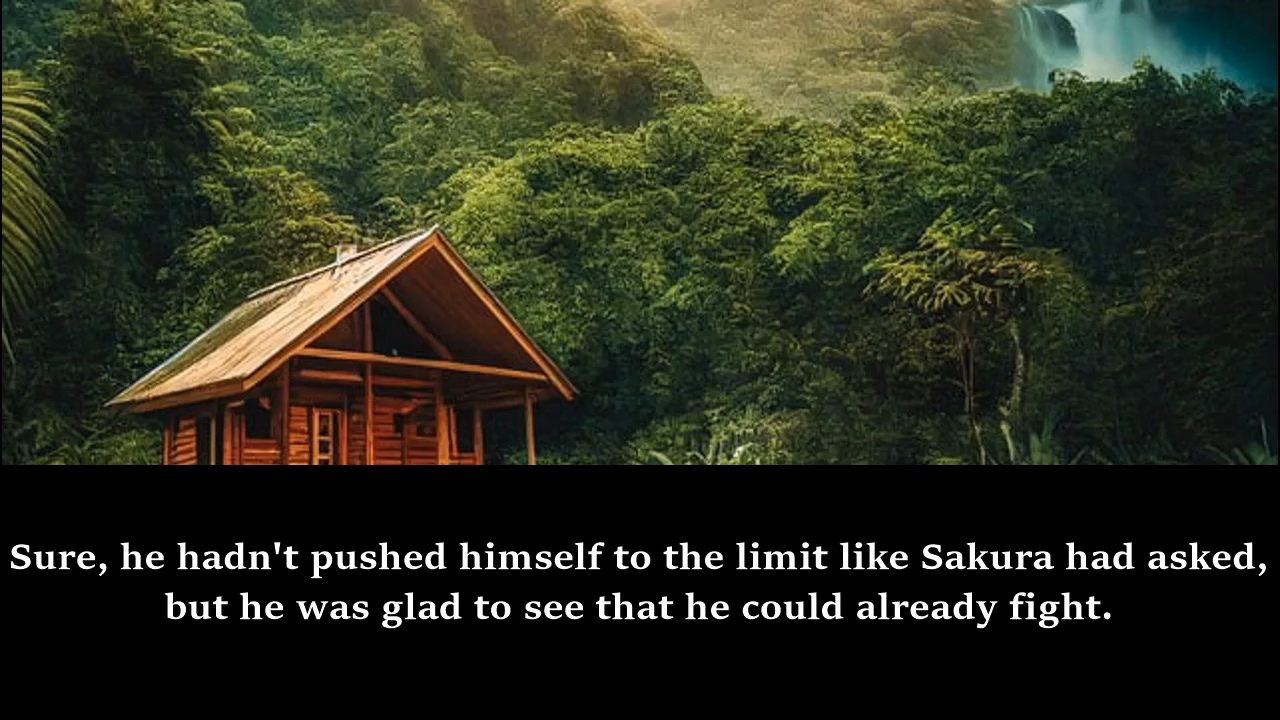 Sure, he hadn't pushed himself to the limit like Sakura had asked,
but he was glad to see that he could already fight.